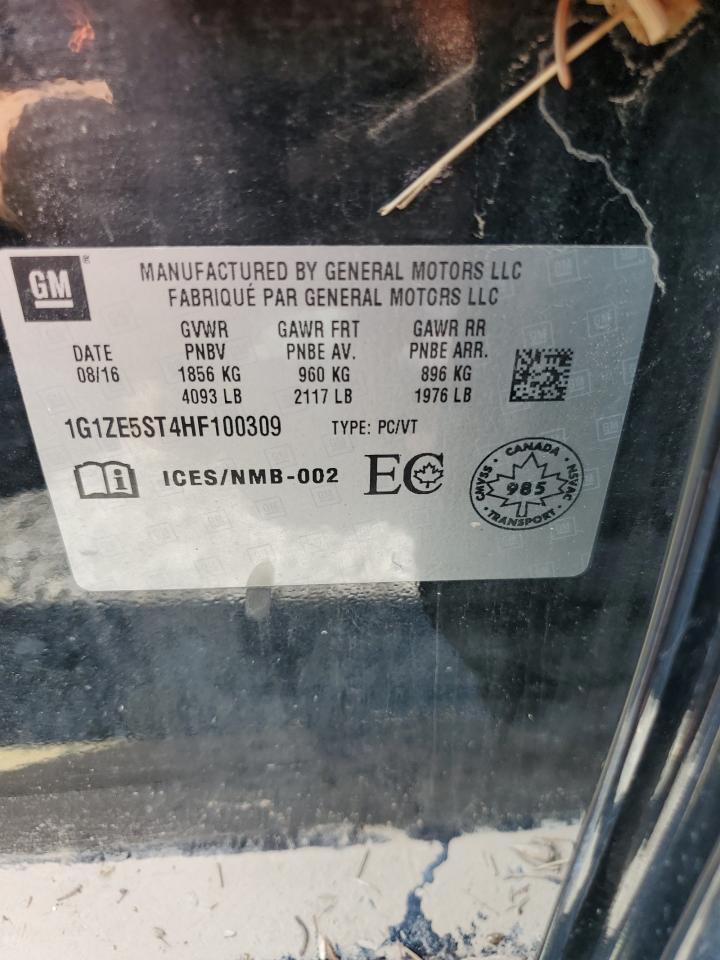 GM®
MANUFACTURED BY GENERAL MOTORS LLC
FABRIQUÉ PAR GENERAL MOTORS LLC
GVWR GAWR FRT GAWR RR
DATE PNBV PNBE AV. PNBE ARR.
08/16 1856 KG 960 KG 896 KG
4093 LB 2117 LB 1976 LB
1G1ZE5ST4HF100309 TYPE: PC/VT
ICES/NMB-002 EC
CANADA
CMVSS 985 NSVAC
TRANSPORT